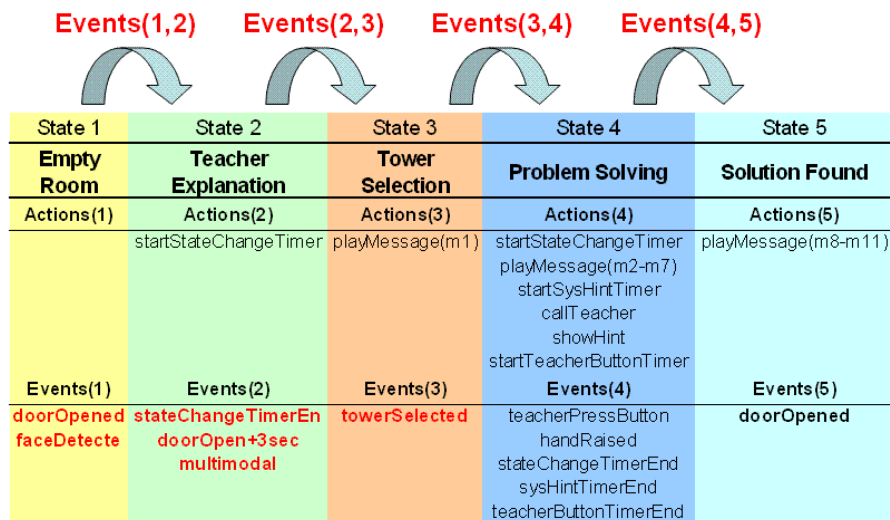 Events(1,2) Events(2,3) Events(3,4) Events(4,5)
State 1 State 2 State 3 State 4 State 5
Empty Room
Teacher Explanation
Tower Selection
Problem Solving
Solution Found
Actions(1) Actions(2) Actions(3) Actions(4) Actions(5)
startStateChangeTimer playMessage(m1) startStateChangeTimer playMessage(m8-m11)
playMessage(m2-m7)
startSysHintTimer
callTeacher
showHint
startTeacherButtonTimer
Events(1) Events(2) Events(3) Events(4) Events(5)
doorOpened stateChangeTimerEn towerSelected teacherPressButton doorOpened
faceDetecte doorOpen+3sec handRaised
multimodal stateChangeTimerEnd
sysHintTimerEnd
teacherButtonTimerEnd